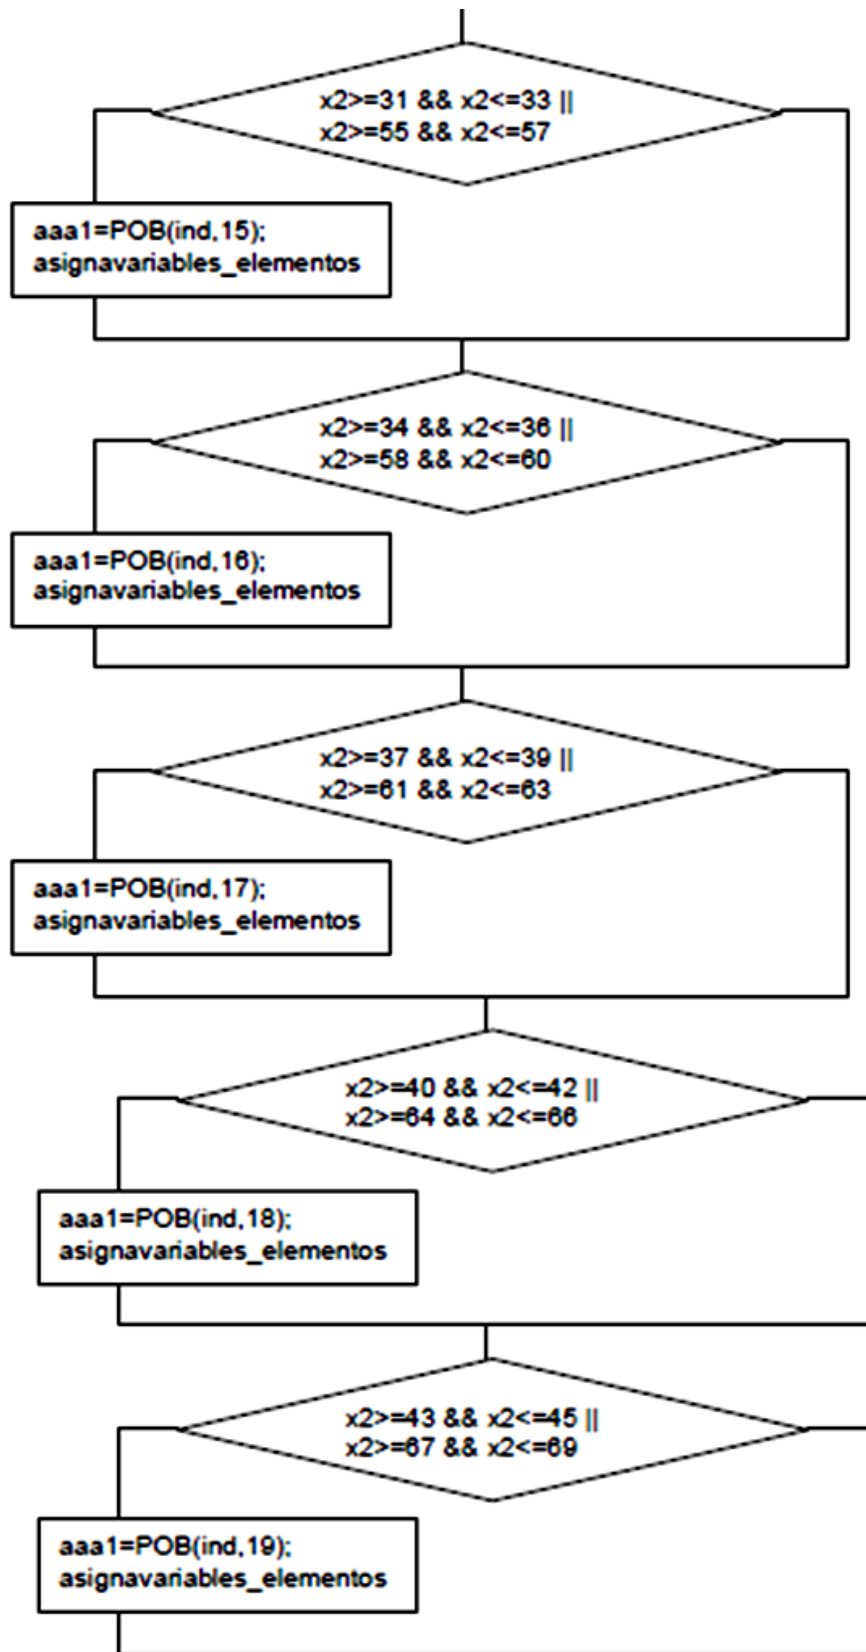 x2>=31 && x2<=33 ||
x2>=55 && x2<=57
aaa1=POB(ind,15);
asignavariables_elementos
x2>=34 && x2<=36 ||
x2>=58 && x2<=60
aaa1=POB(ind,16);
asignavariables_elementos
x2>=37 && x2<=39 ||
x2>=61 && x2<=63
aaa1=POB(ind,17);
asignavariables_elementos
x2>=40 && x2<=42 ||
x2>=64 && x2<=66
aaa1=POB(ind,18);
asignavariables_elementos
x2>=43 && x2<=45 ||
x2>=67 && x2<=69
aaa1=POB(ind,19);
asignavariables_elementos